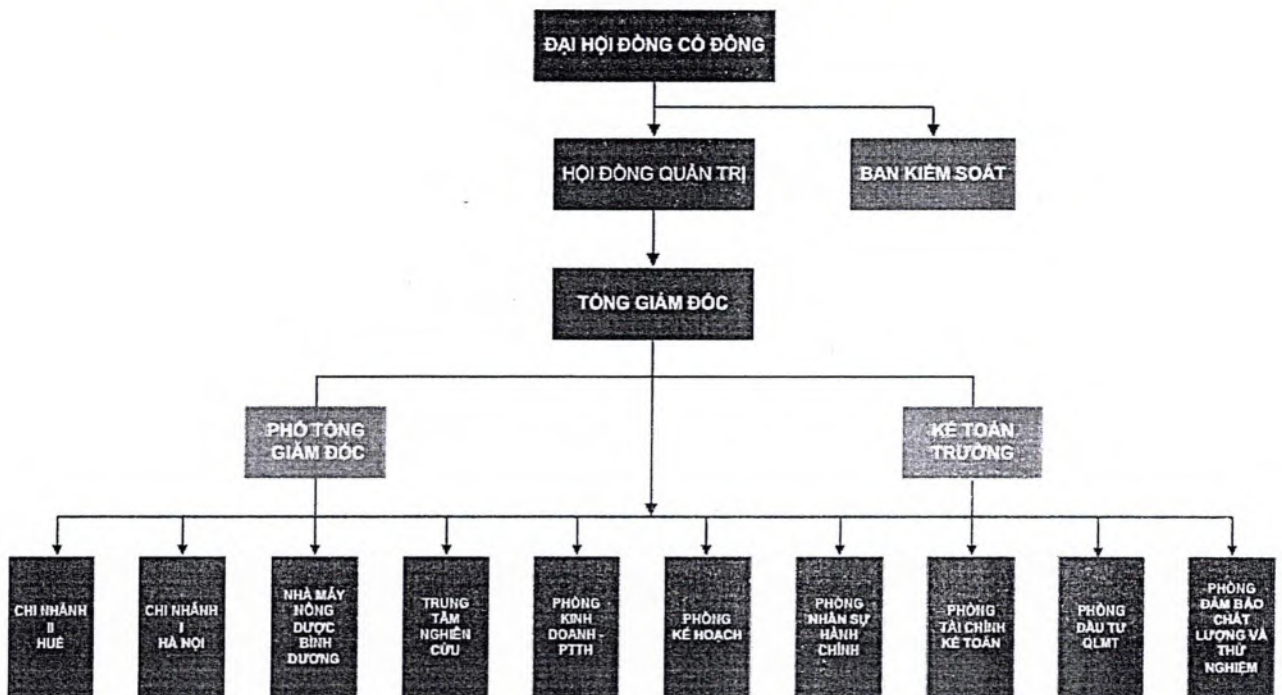 ĐẠI HỘI ĐỒNG CỔ ĐÔNG
HỘI ĐỒNG QUẢN TRỊ
BAN KIỂM SOÁT
TỔNG GIÁM ĐỐC
PHÓ TỔNG
GIÁM ĐỐC
KẾ TOÁN
TRƯỞNG
CHI NHÁNH
II
HUẾ
CHI NHÁNH
I
HÀ NỘI
NHÀ MÁY
NÔNG
DƯỢC
BÌNH
DƯƠNG
TRUNG
TÂM
NGHIÊN
CỨU
PHÒNG
KINH
DOANH -
PTTH
PHÒNG
KẾ HOẠCH
PHÒNG
NHÂN SỰ
HÀNH
CHÍNH
PHÒNG
TÀI CHÍNH
KẾ TOÁN
PHÒNG
ĐẦU TƯ
QLMT
PHÒNG
ĐẢM BẢO
CHẤT
LƯỢNG VÀ
THỬ
NGHIỆM